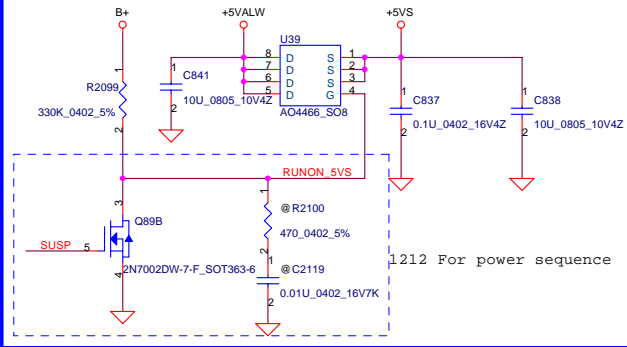 B+
+5VALW
+5VS
U39
8 D S 1
7 D S 2
6 D S 3
5 D G 4
AO4466_SO8
1
C841
10U_0805_10V4Z
2
1
R2099
330K_0402_5%
2
1
C837
0.1U_0402_16V4Z
2
1
C838
10U_0805_10V4Z
2
RUNON_5VS
3
Q89B
SUSP 5
4
2N7002DW-7-F_SOT363-6
1
@R2100
470_0402_5%
2
1
@C2119
0.01U_0402_16V7K
2
1212 For power sequence